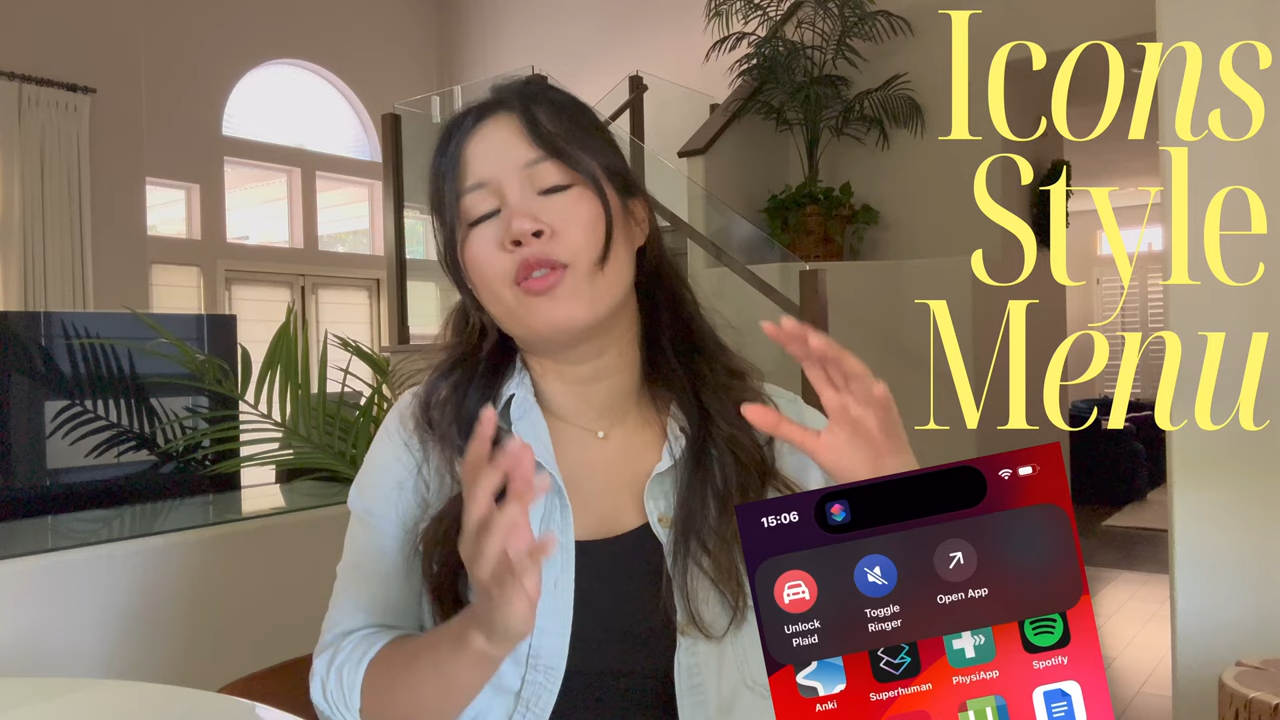 Icons
Style
Menu
15:06
Unlock
Plaid
Toggle
Ringer
Open App
Anki
Superhuman
PhysiApp
Spotify